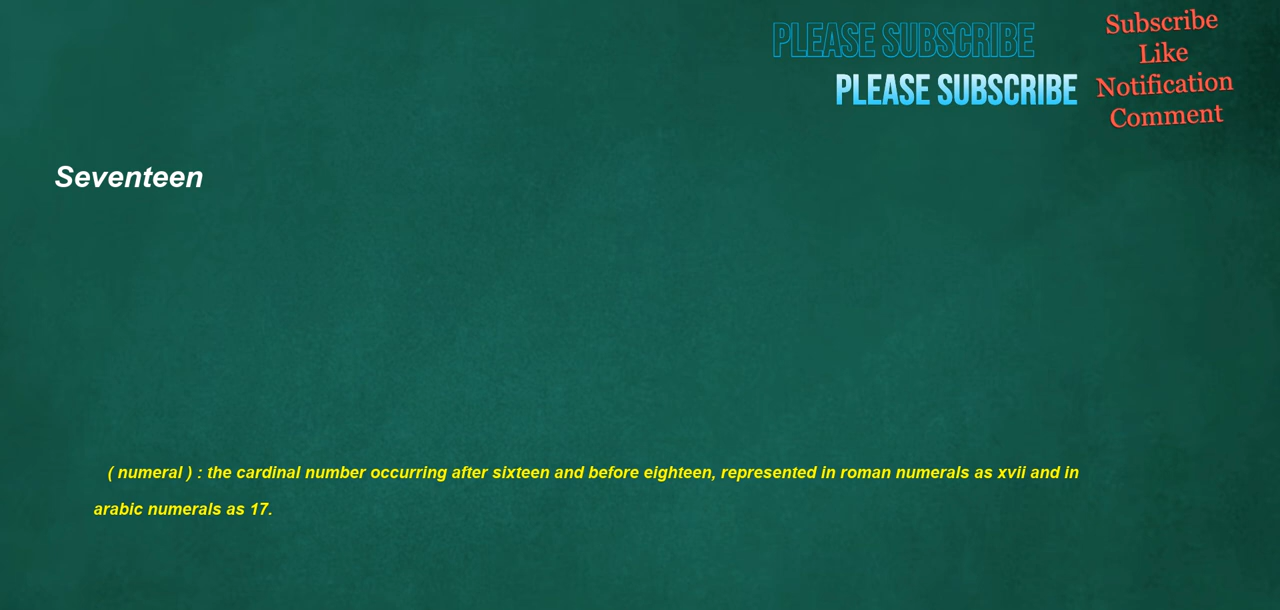 PLEASE SUBSCRIBE
PLEASE SUBSCRIBE
Subscribe
Like
Notification
Comment
Seventeen
( numeral ) : the cardinal number occurring after sixteen and before eighteen, represented in roman numerals as xvii and in
arabic numerals as 17.